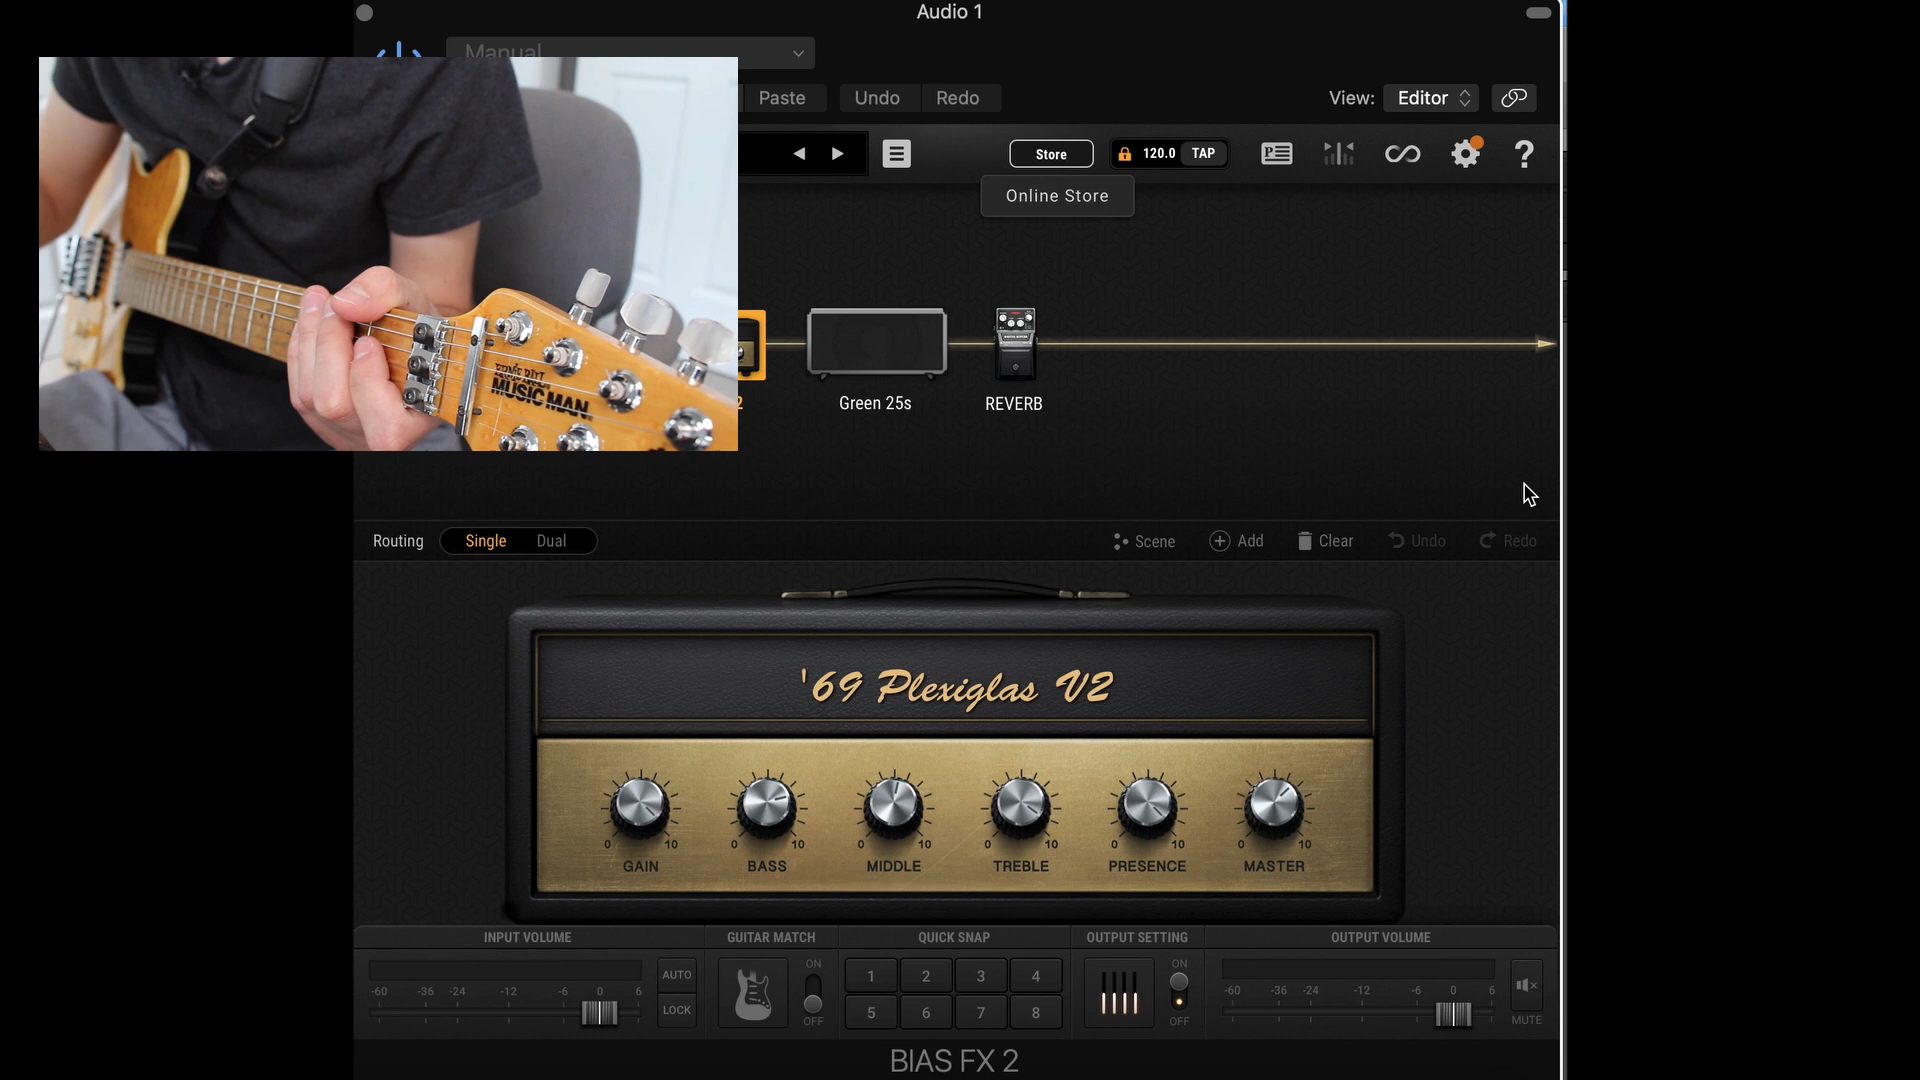 Audio 1
Manual
Paste
Undo
Redo
View:
Editor
Store
120.0
TAP
P
?
Online Store
ERNIE BALL
MUSIC MAN.
2
Green 25s
REVERB
Routing
Single
Dual
Scene
Add
Clear
Undo
Redo
'69 Plexiglas V2
0 10
0 10
0 10
0 10
0 10
0 10
GAIN
BASS
MIDDLE
TREBLE
PRESENCE
MASTER
INPUT VOLUME
GUITAR MATCH
QUICK SNAP
OUTPUT SETTING
OUTPUT VOLUME
-60 -36 -24 -12 -6 0 6
AUTO
LOCK
ON
OFF
1 2 3 4
5 6 7 8
ON
OFF
-60 -36 -24 -12 -6 0 6
MUTE
BIAS FX 2